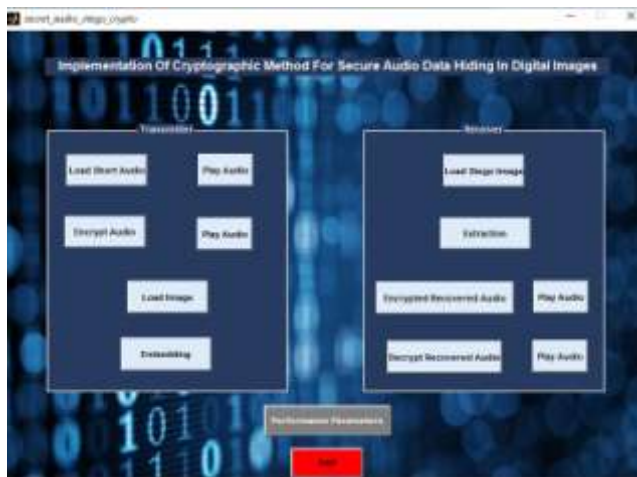 secret_audio_stego_crypto
Implementation Of Cryptographic Method For Secure Audio Data Hiding In Digital Images
Transmitter
Load Short Audio
Play Audio
Encrypt Audio
Play Audio
Load Image
Embedding
Receiver
Load Stego Image
Extraction
Encrypted Recovered Audio
Play Audio
Decrypt Recovered Audio
Play Audio
Performance Parameters